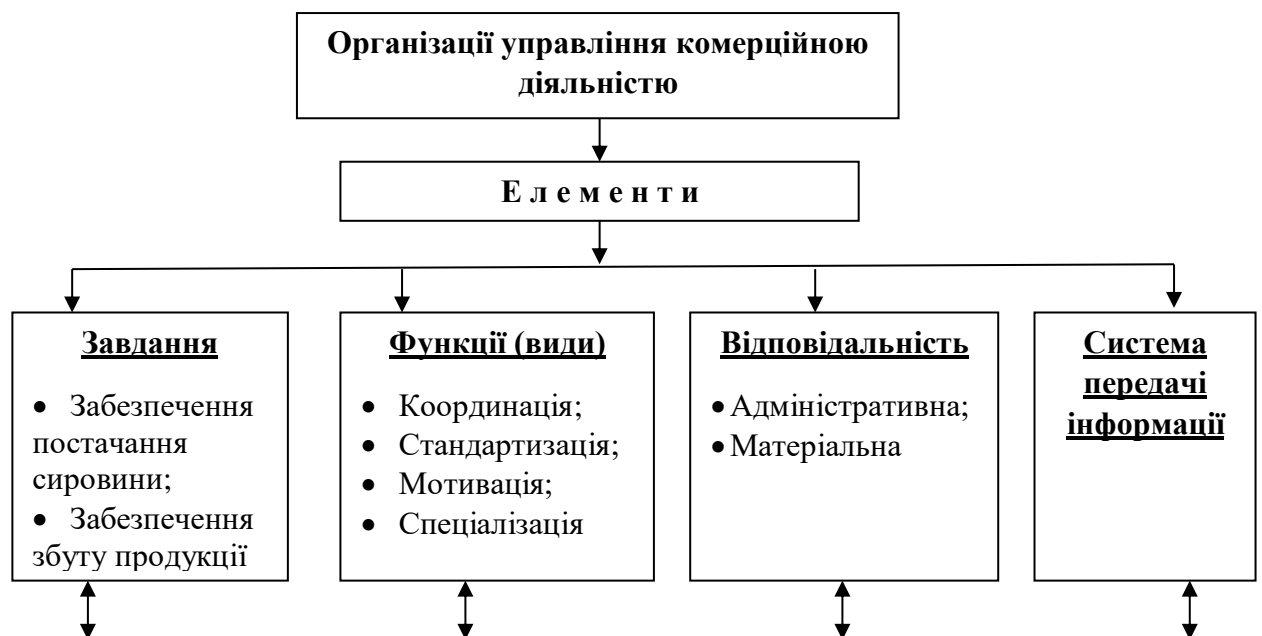 Організації управління комерційною
діяльністю
Е л е м е н т и
Завдання
• Забезпечення
постачання
сировини;
• Забезпечення
збуту продукції
Функції (види)
• Координація;
• Стандартизація;
• Мотивація;
• Спеціалізація
Відповідальність
• Адміністративна;
• Матеріальна
Система
передачі
інформації